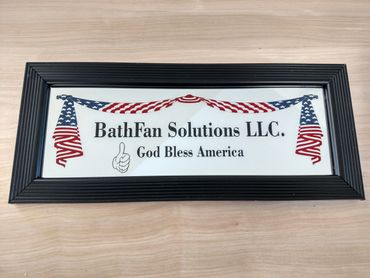 BathFan Solutions LLC.
God Bless America